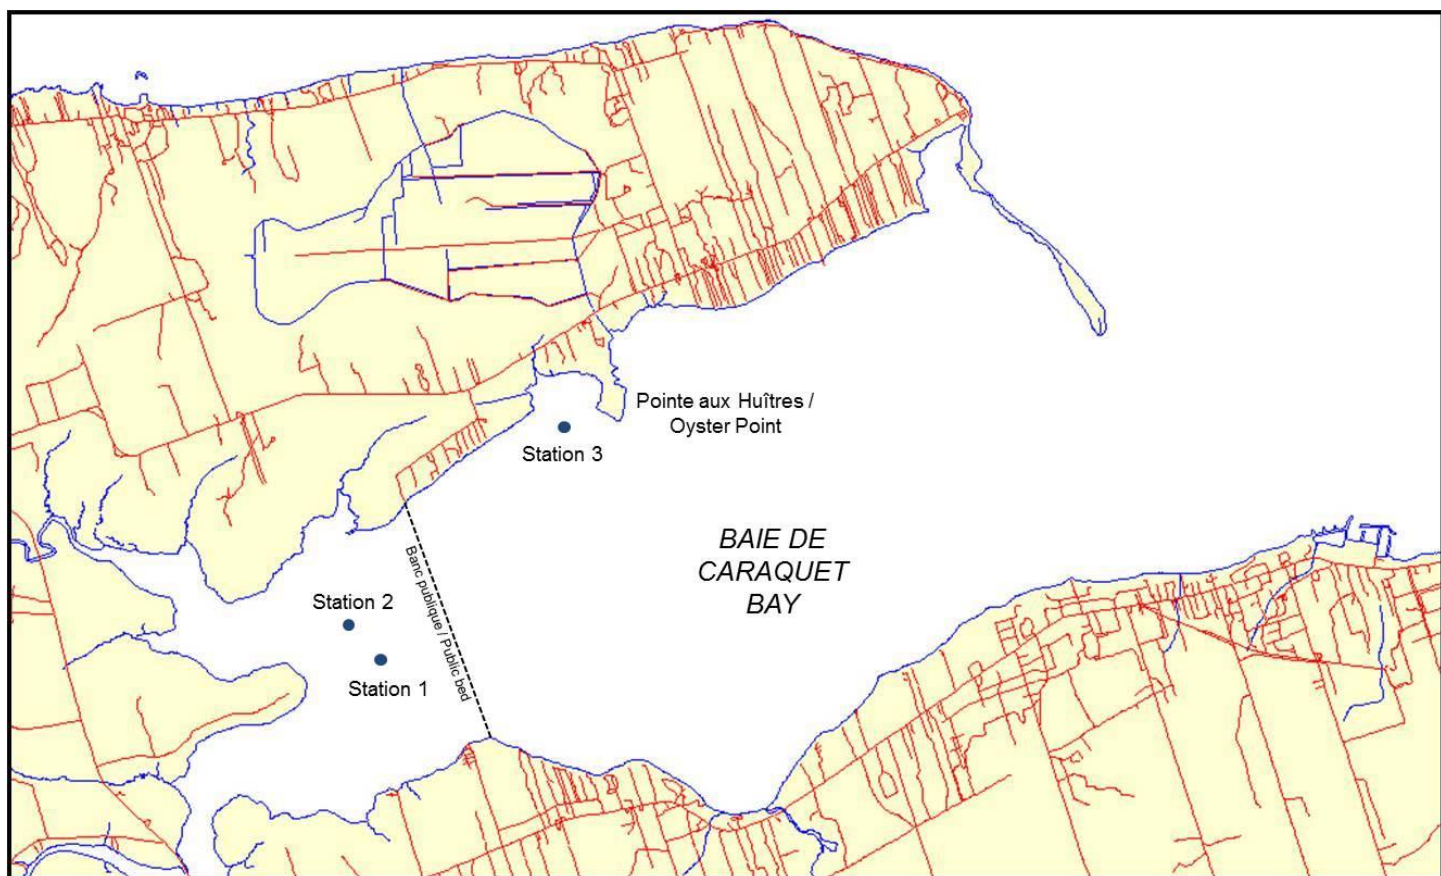 Pointe aux Huîtres /
Oyster Point
Station 3
BAIE DE
CARAQUET
BAY
Banc publique / Public bed
Station 2
Station 1